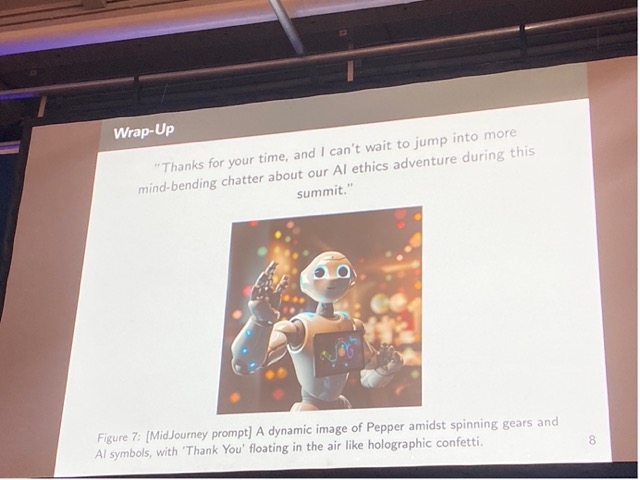 Wrap-Up
"Thanks for your time, and I can't wait to jump into more
mind-bending chatter about our AI ethics adventure during this
summit."
Figure 7: [MidJourney prompt] A dynamic image of Pepper amidst spinning gears and
AI symbols, with 'Thank You' floating in the air like holographic confetti.
8